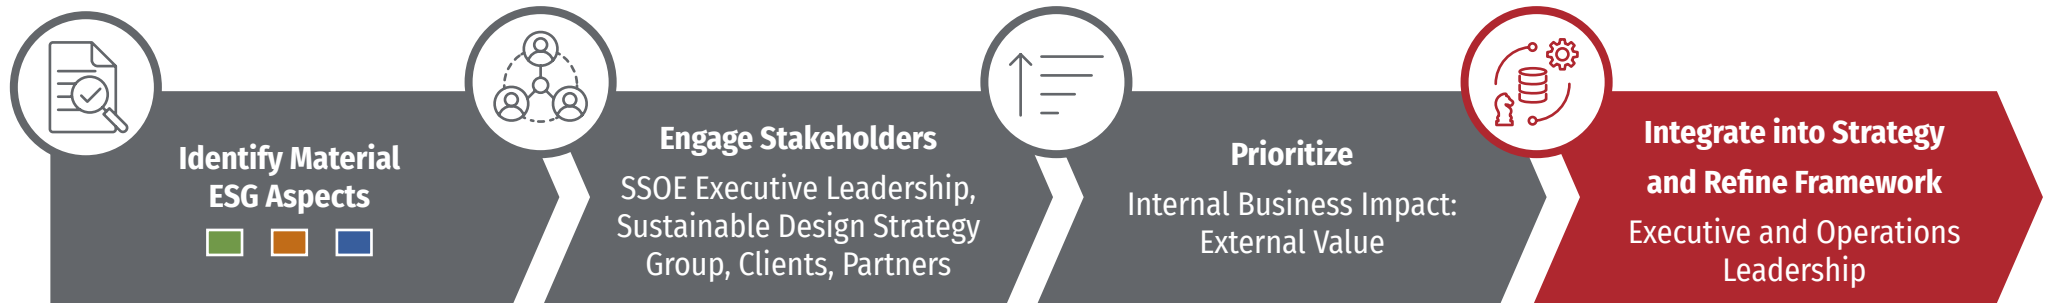 Identify Material
ESG Aspects
Engage Stakeholders
SSOE Executive Leadership,
Sustainable Design Strategy
Group, Clients, Partners
Prioritize
Internal Business Impact:
External Value
Integrate into Strategy
and Refine Framework
Executive and Operations
Leadership